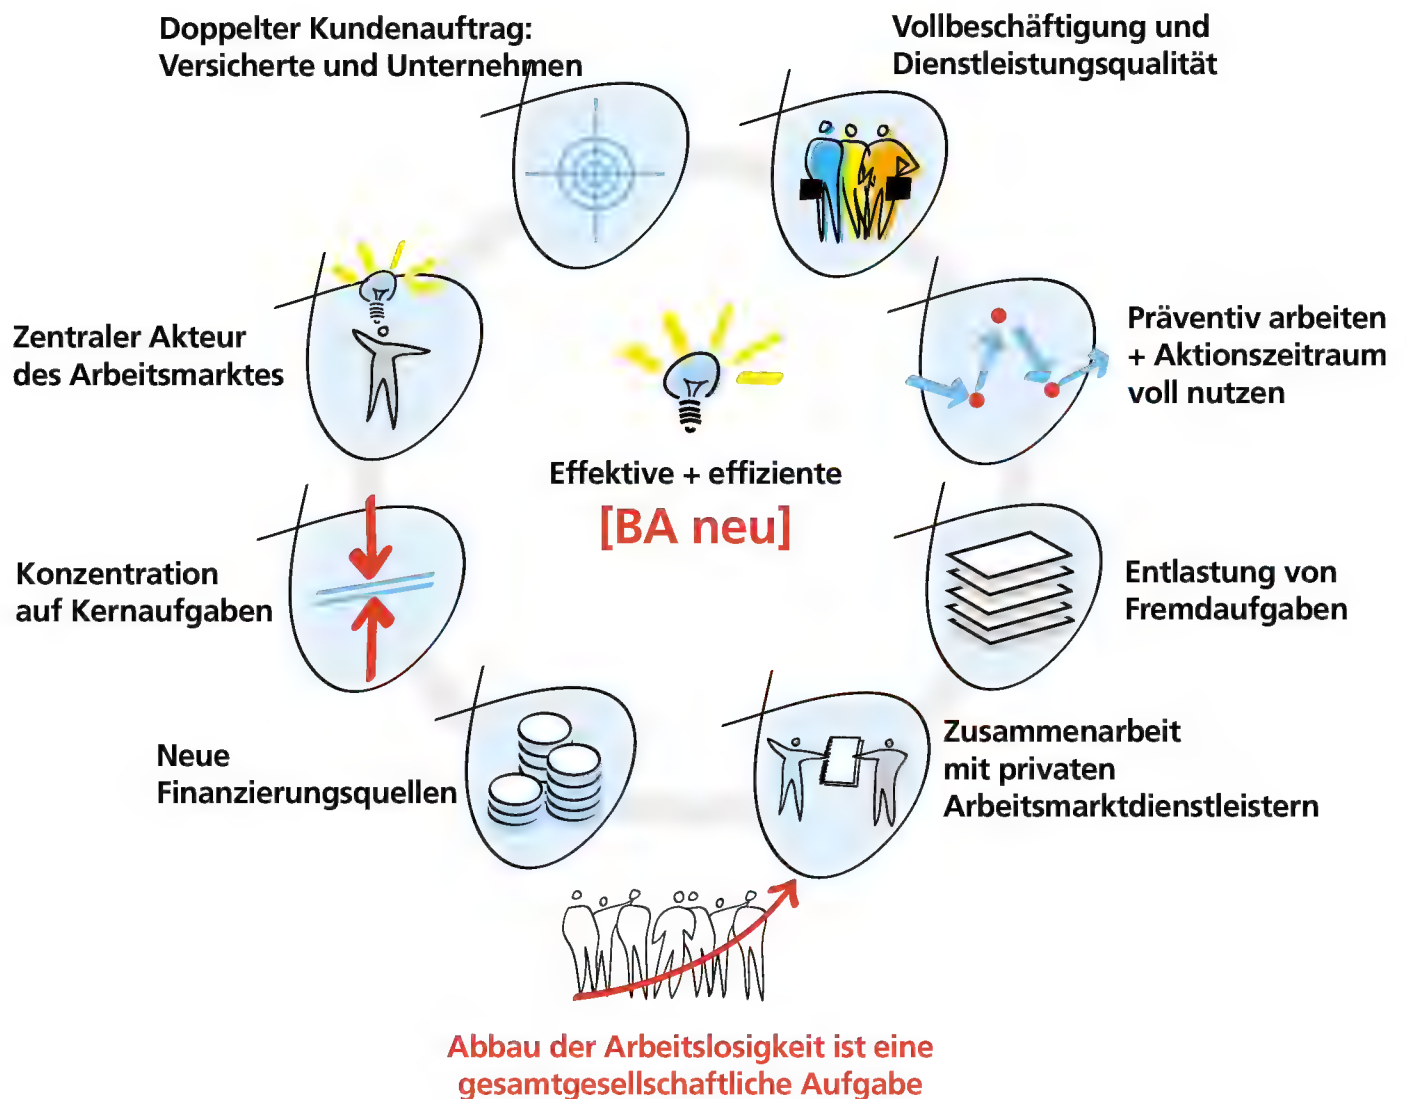 Doppelter Kundenauftrag:
Versicherte und Unternehmen
Vollbeschäftigung und
Dienstleistungsqualität
Zentraler Akteur
des Arbeitsmarktes
Präventiv arbeiten
+ Aktionszeitraum
voll nutzen
Effektive + effiziente
[BA neu]
Konzentration
auf Kernaufgaben
Entlastung von
Fremdaufgaben
Neue
Finanzierungsquellen
Zusammenarbeit
mit privaten
Arbeitsmarktdienstleistern
Abbau der Arbeitslosigkeit ist eine
gesamtgesellschaftliche Aufgabe